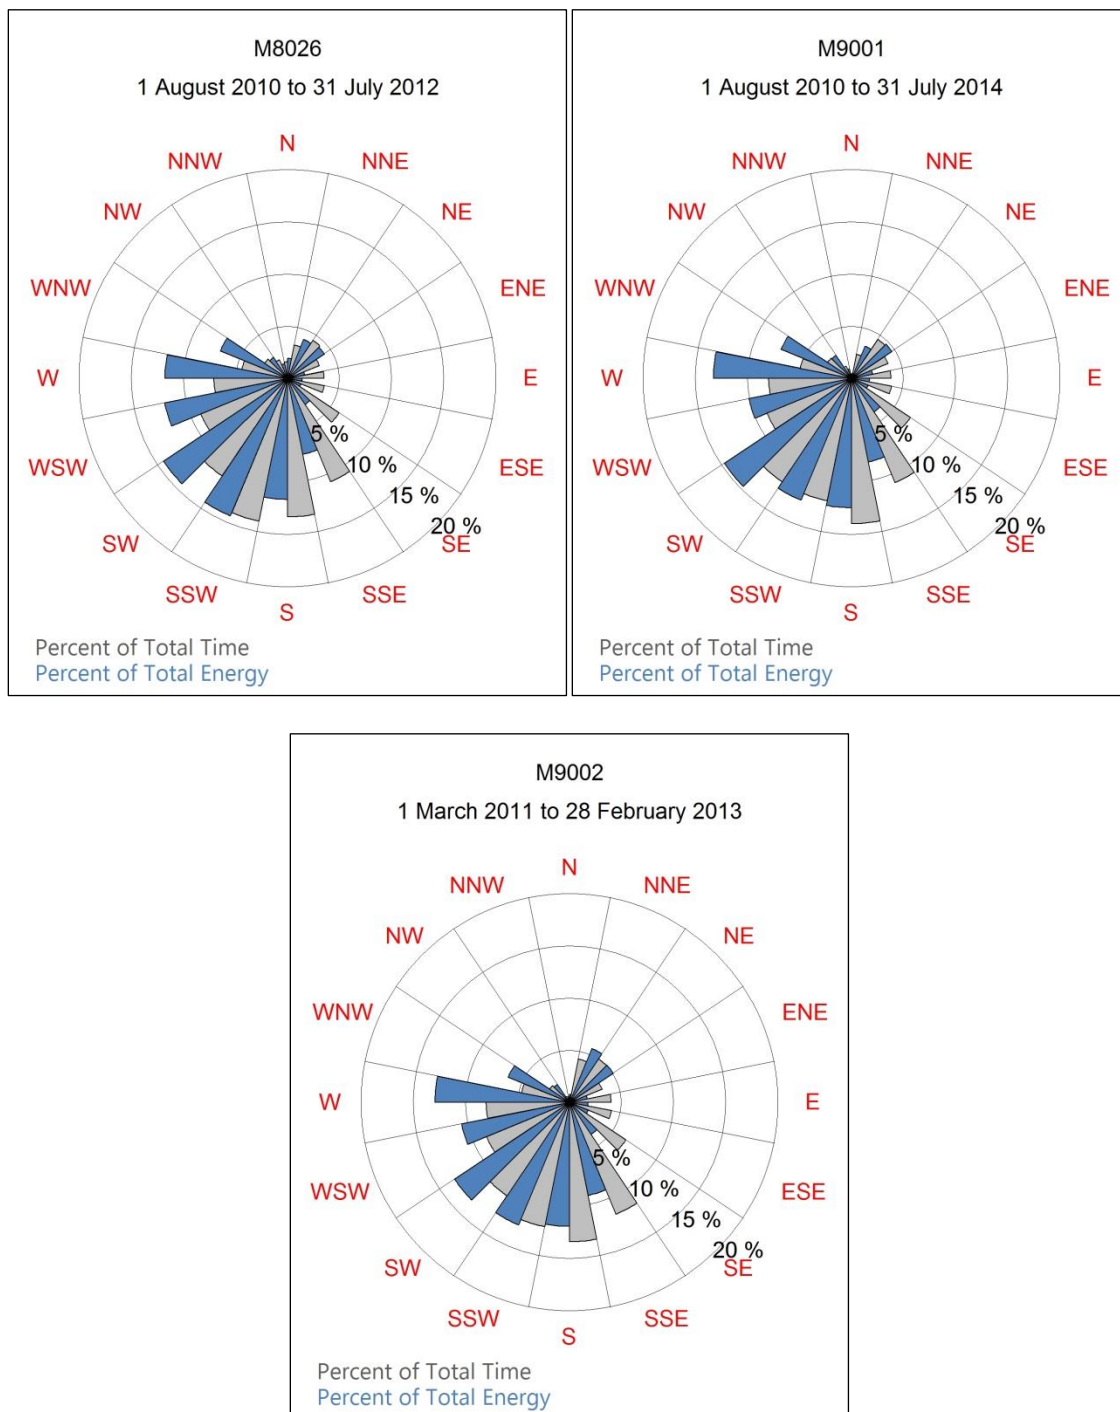 M8026
1 August 2010 to 31 July 2012
N
NNW
NNE
NW
NE
WNW
ENE
W
E
5 %
10 %
WSW
ESE
15 %
20 %
SW
SE
SSW
SSE
S
Percent of Total Time
Percent of Total Energy
M9001
1 August 2010 to 31 July 2014
N
NNW
NNE
NW
NE
WNW
ENE
W
E
5 %
10 %
WSW
ESE
15 %
20 %
SW
SE
SSW
SSE
S
Percent of Total Time
Percent of Total Energy
M9002
1 March 2011 to 28 February 2013
N
NNW
NNE
NW
NE
WNW
ENE
W
E
5 %
10 %
WSW
ESE
15 %
20 %
SW
SE
SSW
SSE
S
Percent of Total Time
Percent of Total Energy